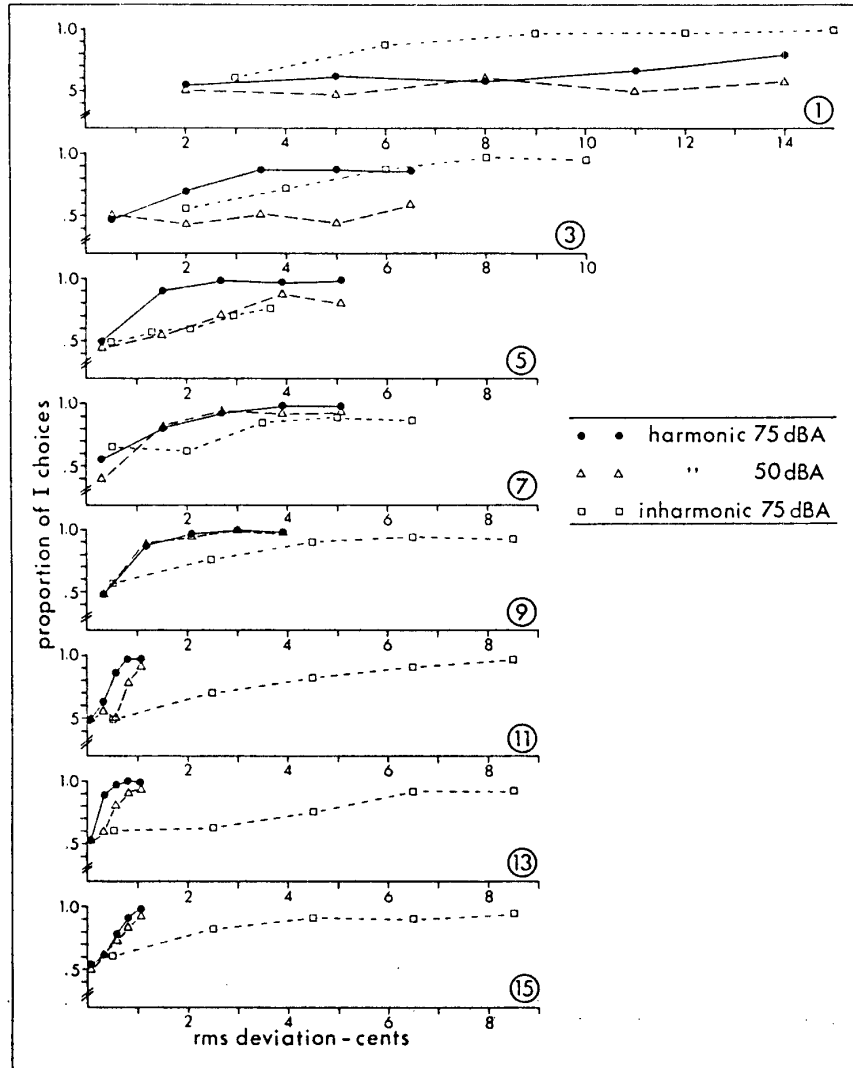 1.0
.5
2 4 6 8 10 12 14
1
1.0
.5
2 4 6 8 10
3
1.0
.5
2 4 6 8 10
5
1.0
.5
2 4 6 8
7
1.0
.5
2 4 6 8
9
1.0
.5
2 4 6 8
11
1.0
.5
2 4 6 8
13
1.0
.5
2 4 6 8
15
proportion of I choices
rms deviation - cents
harmonic 75 dBA
" 50 dBA
inharmonic 75 dBA